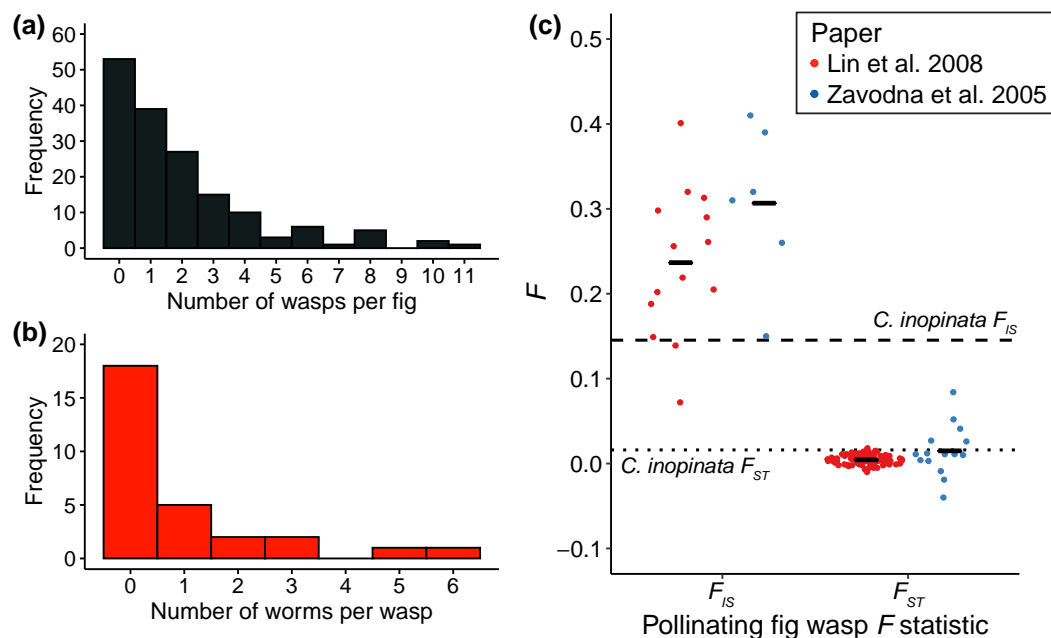 (a)
60
50
40
30
20
10
0
Frequency
0 1 2 3 4 5 6 7 8 9 10 11
Number of wasps per fig
(b)
20
15
10
5
0
Frequency
0 1 2 3 4 5 6
Number of worms per wasp
(c)
Paper
Lin et al. 2008
Zavodna et al. 2005
0.5
0.4
0.3
0.2
0.1
0.0
−0.1
F
C. inopinata FIS
C. inopinata FST
FIS FST
Pollinating fig wasp F statistic